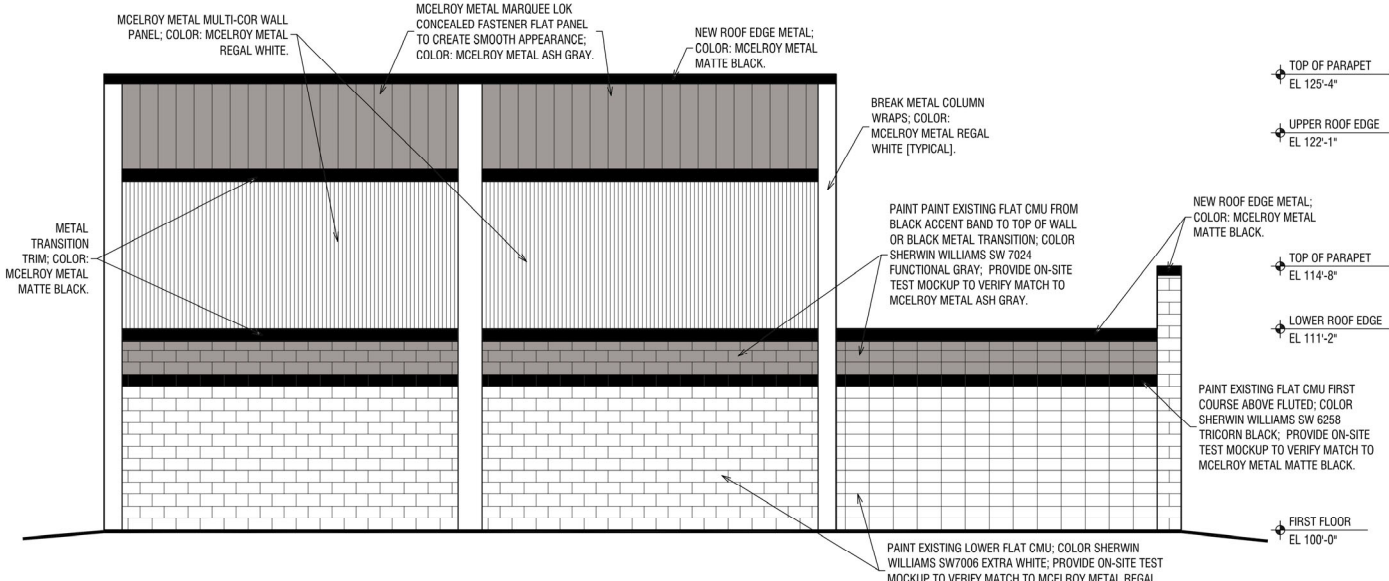 MCELROY METAL MULTI-COR WALL
PANEL; COLOR: MCELROY METAL
REGAL WHITE.
MCELROY METAL MARQUEE LOK
CONCEALED FASTENER FLAT PANEL
TO CREATE SMOOTH APPEARANCE;
COLOR: MCELROY METAL ASH GRAY.
NEW ROOF EDGE METAL;
COLOR: MCELROY METAL
MATTE BLACK.
BREAK METAL COLUMN
WRAPS; COLOR:
MCELROY METAL REGAL
WHITE [TYPICAL].
TOP OF PARAPET
EL 125'-4"
UPPER ROOF EDGE
EL 122'-1"
METAL
TRANSITION
TRIM; COLOR:
MCELROY METAL
MATTE BLACK.
PAINT PAINT EXISTING FLAT CMU FROM
BLACK ACCENT BAND TO TOP OF WALL
OR BLACK METAL TRANSITION; COLOR
SHERWIN WILLIAMS SW 7024
FUNCTIONAL GRAY; PROVIDE ON-SITE
TEST MOCKUP TO VERIFY MATCH TO
MCELROY METAL ASH GRAY.
NEW ROOF EDGE METAL;
COLOR: MCELROY METAL
MATTE BLACK.
TOP OF PARAPET
EL 114'-8"
LOWER ROOF EDGE
EL 111'-2"
PAINT EXISTING FLAT CMU FIRST
COURSE ABOVE FLUTED; COLOR
SHERWIN WILLIAMS SW 6258
TRICORN BLACK; PROVIDE ON-SITE
TEST MOCKUP TO VERIFY MATCH TO
MCELROY METAL MATTE BLACK.
FIRST FLOOR
EL 100'-0"
PAINT EXISTING LOWER FLAT CMU; COLOR SHERWIN
WILLIAMS SW7006 EXTRA WHITE; PROVIDE ON-SITE TEST
MOCKUP TO VERIFY MATCH TO MCELROY METAL REGAL